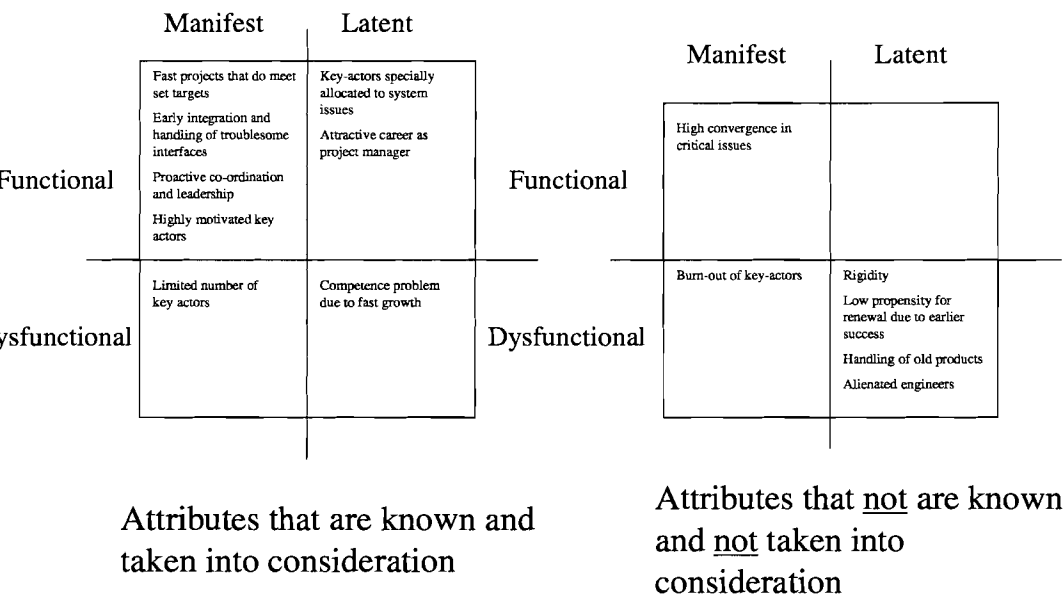 Manifest
Latent
Fast projects that do meet
set targets
Early integration and
handling of troublesome
interfaces
Proactive co-ordination
and leadership
Highly motivated key
actors
Key-actors specially
allocated to system
issues
Attractive career as
project manager
Functional
Limited number of
key actors
Competence problem
due to fast growth
ysfunctional
Attributes that are known and
taken into consideration
Manifest
Latent
High convergence in
critical issues
Functional
Burn-out of key-actors
Rigidity
Low propensity for
renewal due to earlier
success
Handling of old products
Alienated engineers
Dysfunctional
Attributes that not are known
and not taken into
consideration